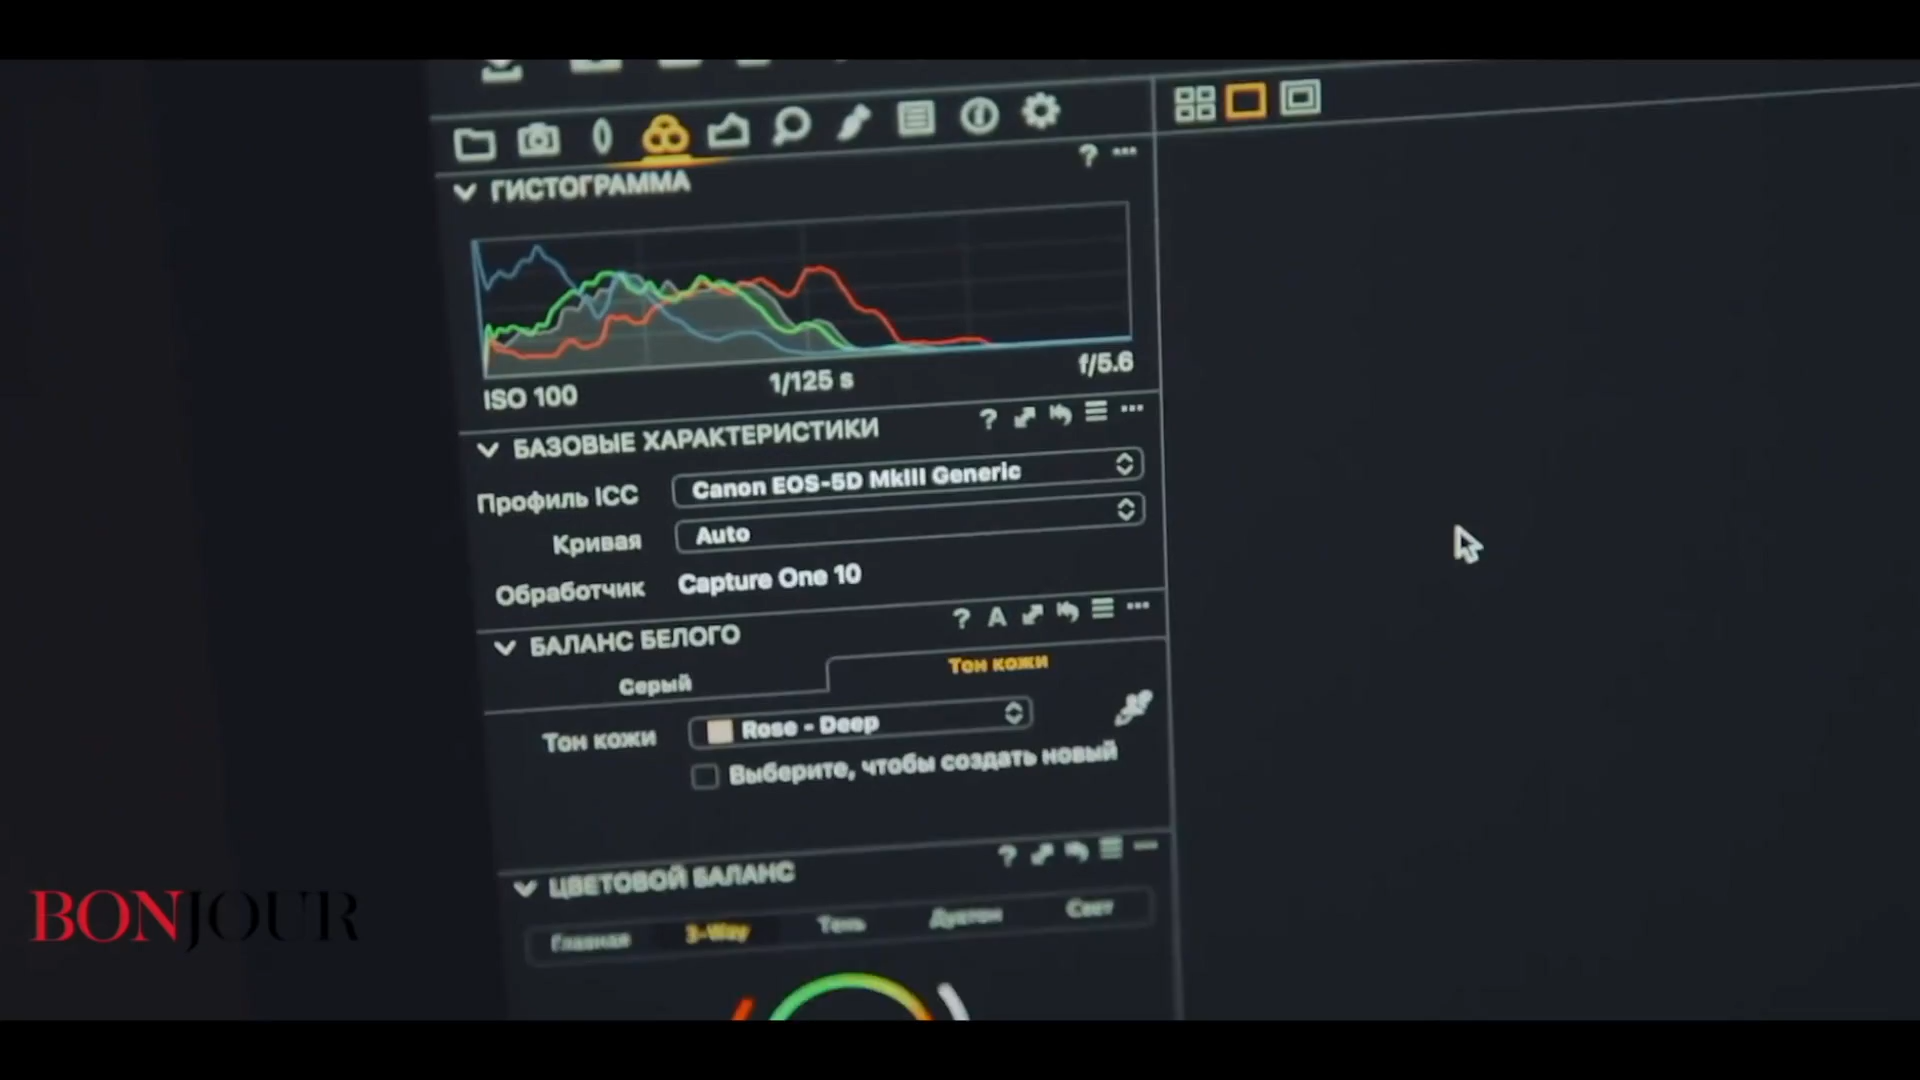 ? ...
ГИСТОГРАММА
ISO 100 1/125 s f/5.6
БАЗОВЫЕ ХАРАКТЕРИСТИКИ ? ...
Профиль ICC Canon EOS-5D MkIII Generic
Кривая Auto
Обработчик Capture One 10
БАЛАНС БЕЛОГО ? A ...
Серый Тон кожи
Тон кожи Rose - Deep
Выберите, чтобы создать новый
ЦВЕТОВОЙ БАЛАНС ?
Главная 3-Way Тень Дуктон Свет
BONJOUR